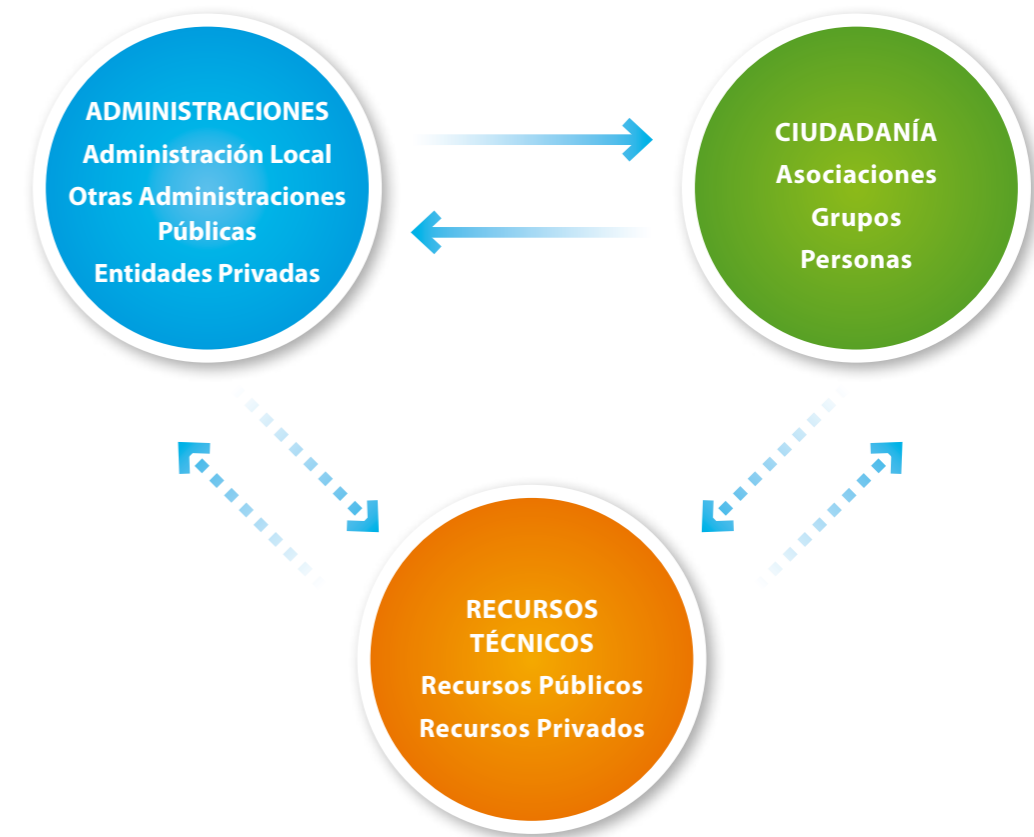 ADMINISTRACIONES
Administración Local
Otras Administraciones
Públicas
Entidades Privadas
CIUDADANÍA
Asociaciones
Grupos
Personas
RECURSOS
TÉCNICOS
Recursos Públicos
Recursos Privados